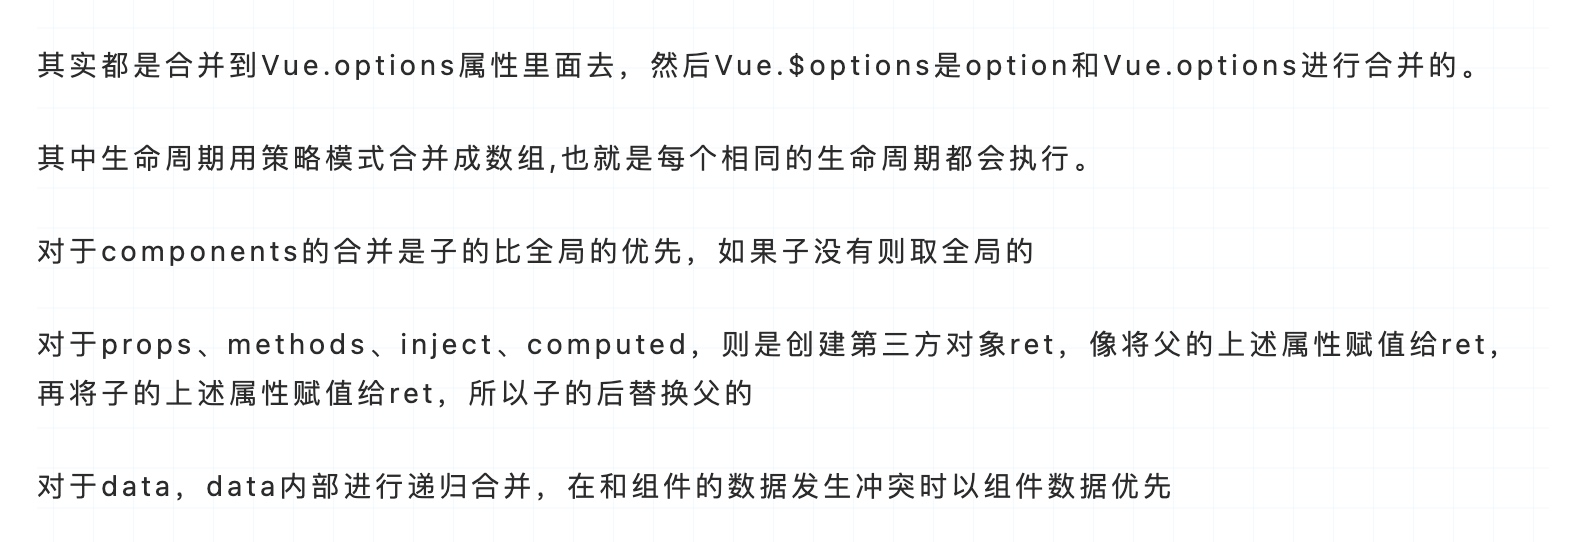 其实都是合并到Vue.options属性里面去，然后Vue.$options是option和Vue.options进行合并的。
其中生命周期用策略模式合并成数组,也就是每个相同的生命周期都会执行。
对于components的合并是子的比全局的优先，如果子没有则取全局的
对于props、methods、inject、computed，则是创建第三方对象ret，像将父的上述属性赋值给ret，
再将子的上述属性赋值给ret，所以子的后替换父的
对于data，data内部进行递归合并，在和组件的数据发生冲突时以组件数据优先